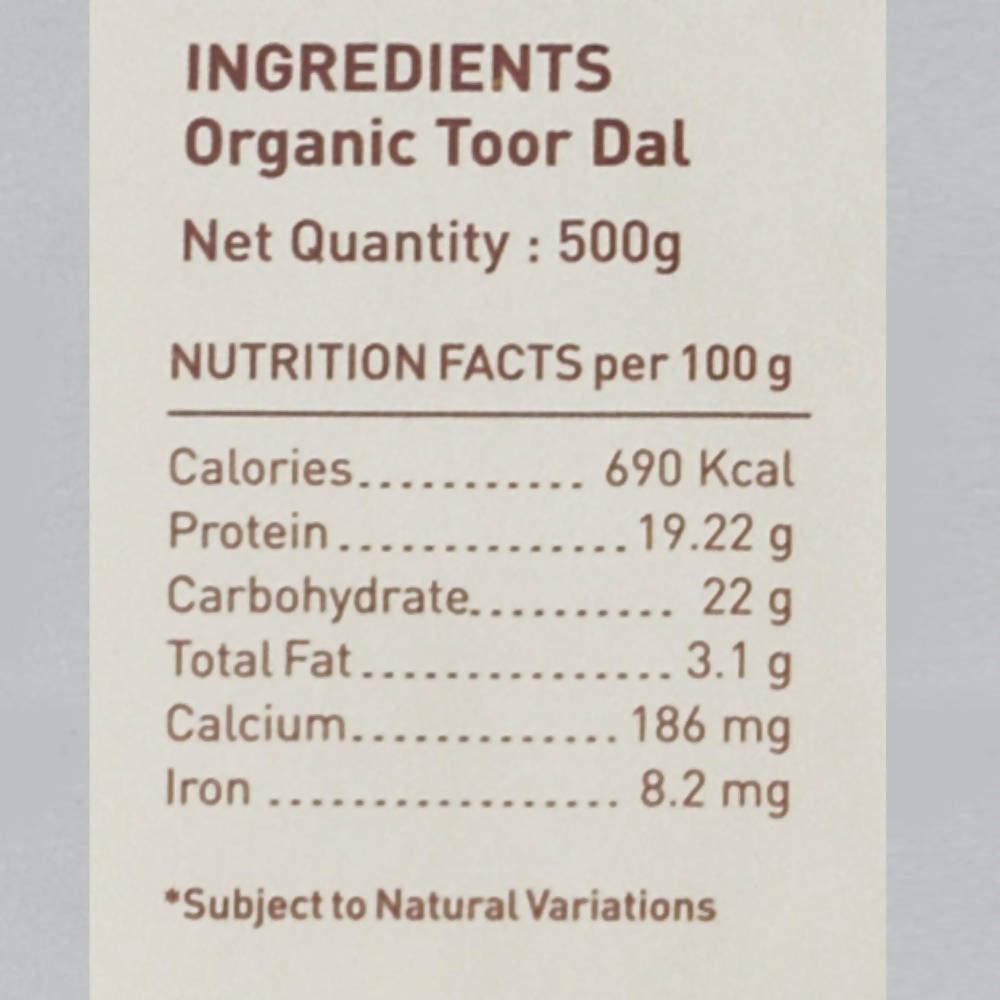 INGREDIENTS
Organic Toor Dal
Net Quantity : 500g
NUTRITION FACTS per 100 g
Calories........... 690 Kcal
Protein..............19.22 g
Carbohydrate.......... 22 g
Total Fat............... 3.1 g
Calcium............. 186 mg
Iron ................. 8.2 mg
*Subject to Natural Variations